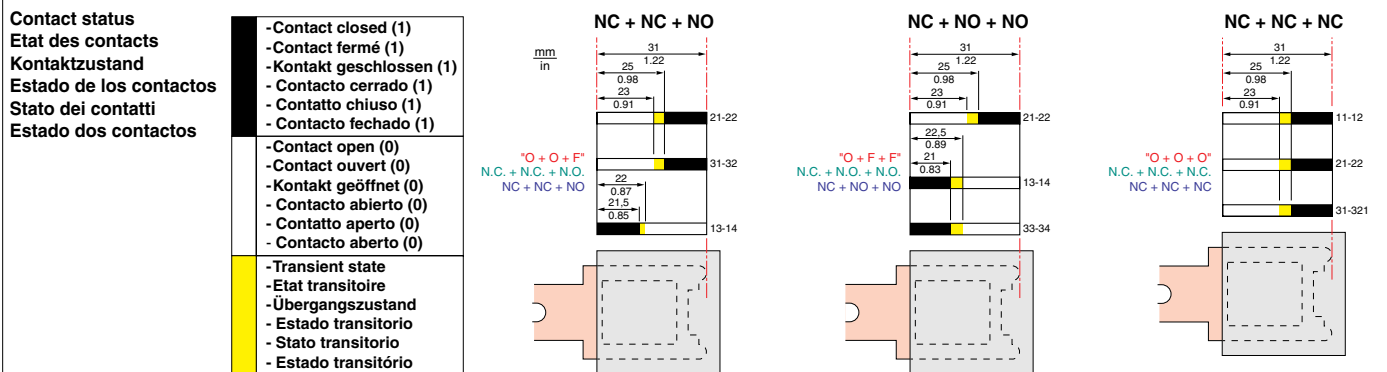 Contact status
Etat des contacts
Kontaktzustand
Estado de los contactos
Stato dei contatti
Estado dos contactos
-Contact closed (1)
-Contact fermé (1)
-Kontakt geschlossen (1)
- Contacto cerrado (1)
- Contatto chiuso (1)
- Contacto fechado (1)
-Contact open (0)
-Contact ouvert (0)
-Kontakt geöffnet (0)
- Contacto abierto (0)
- Contatto aperto (0)
- Contacto aberto (0)
-Transient state
-Etat transitoire
-Übergangszustand
- Estado transitorio
- Stato transitorio
- Estado transitório
mm
in
NC + NC + NO
31
1.22
25
0.98
23
0.91
21-22
"O + O + F"
31-32
N.C. + N.C. + N.O.
NC + NC + NO
22
0.87
21,5
0.85
13-14
NC + NO + NO
31
1.22
25
0.98
23
0.91
21-22
22,5
0.89
"O + F + F"
21
N.C. + N.O. + N.O.
0.83
NC + NO + NO
13-14
33-34
NC + NC + NC
31
1.22
25
0.98
23
0.91
11-12
"O + O + O"
21-22
N.C. + N.C. + N.C.
NC + NC + NC
31-321